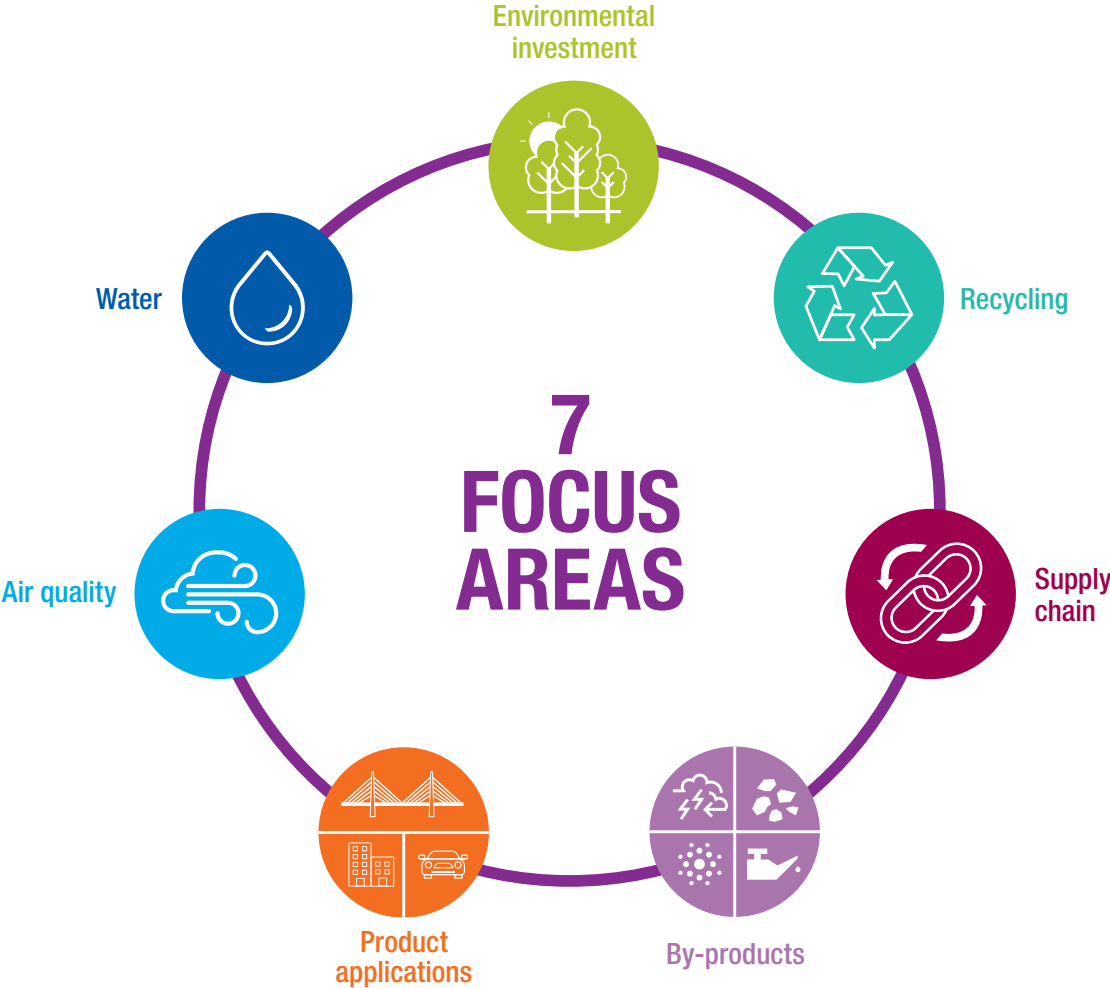 Environmental
investment
Water
Recycling
7
FOCUS
AREAS
Air quality
Supply
chain
Product
applications
By-products